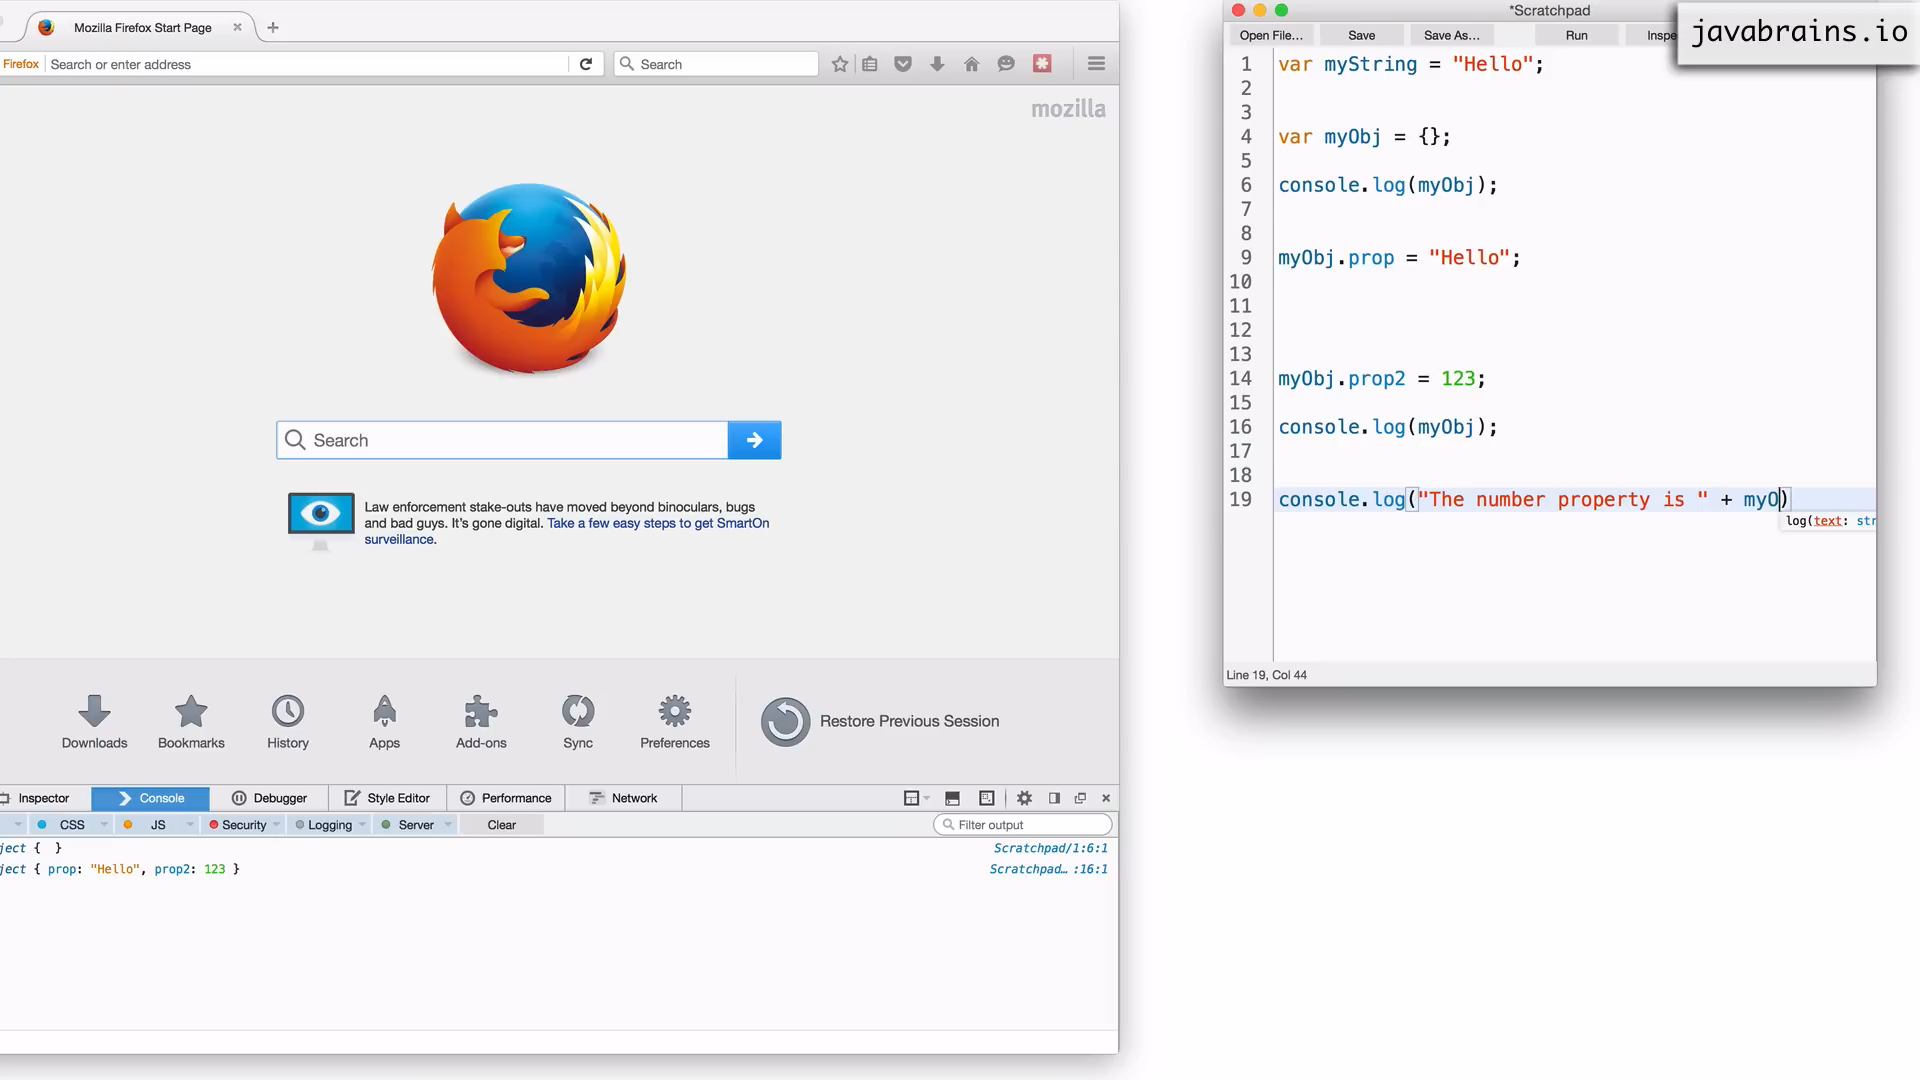 Mozilla Firefox Start Page
Firefox Search or enter address
Search
mozilla
Search
Law enforcement stake-outs have moved beyond binoculars, bugs
and bad guys. It's gone digital. Take a few easy steps to get SmartOn
surveillance.
Downloads
Bookmarks
History
Apps
Add-ons
Sync
Preferences
Restore Previous Session
Inspector Console Debugger Style Editor Performance Network
CSS JS Security Logging Server Clear Filter output
ject { } Scratchpad/1:6:1
ject { prop: "Hello", prop2: 123 } Scratchpad… :16:1
*Scratchpad
javabrains.io
Open File... Save Save As... Run Inspe
1 var myString = "Hello";
2
3
4 var myObj = {};
5
6 console.log(myObj);
7
8
9 myObj.prop = "Hello";
10
11
12
13
14 myObj.prop2 = 123;
15
16 console.log(myObj);
17
18
19 console.log("The number property is " + myO)
log(text: str
Line 19, Col 44